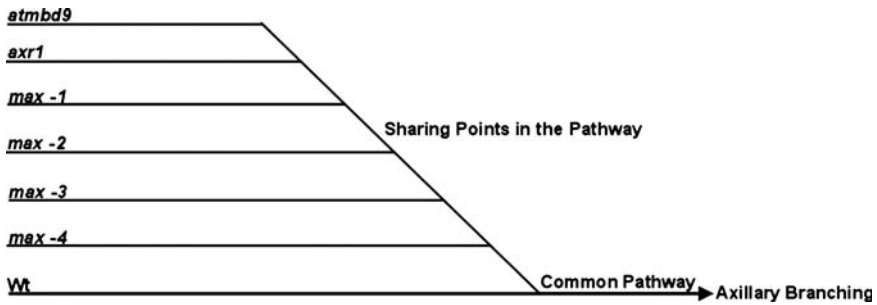 atmbd9
axr1
max -1
Sharing Points in the Pathway
max -2
max -3
max -4
Wt
Common Pathway
Axillary Branching